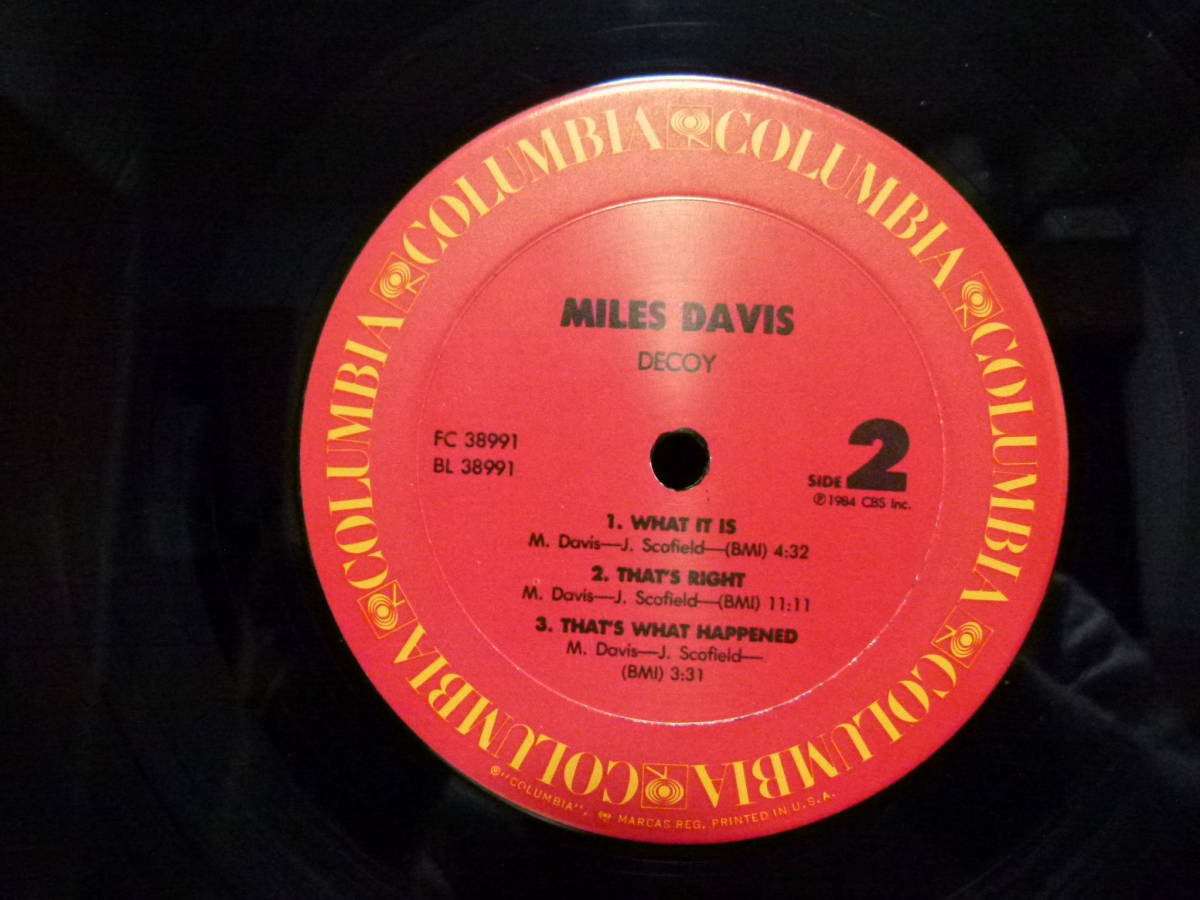 COLUMBIA COLUMBIA COLUMBIA COLUMBIA COLUMBIA COLUMBIA
MILES DAVIS
DECOY
FC 38991
BL 38991
SIDE 2
℗1984 CBS Inc.
1. WHAT IT IS
M. Davis—J. Scofield—(BMI) 4:32
2. THAT'S RIGHT
M. Davis—J. Scofield—(BMI) 11:11
3. THAT'S WHAT HAPPENED
M. Davis—J. Scofield—
(BMI) 3:31
®"COLUMBIA", MARCAS REG. PRINTED IN U.S.A.